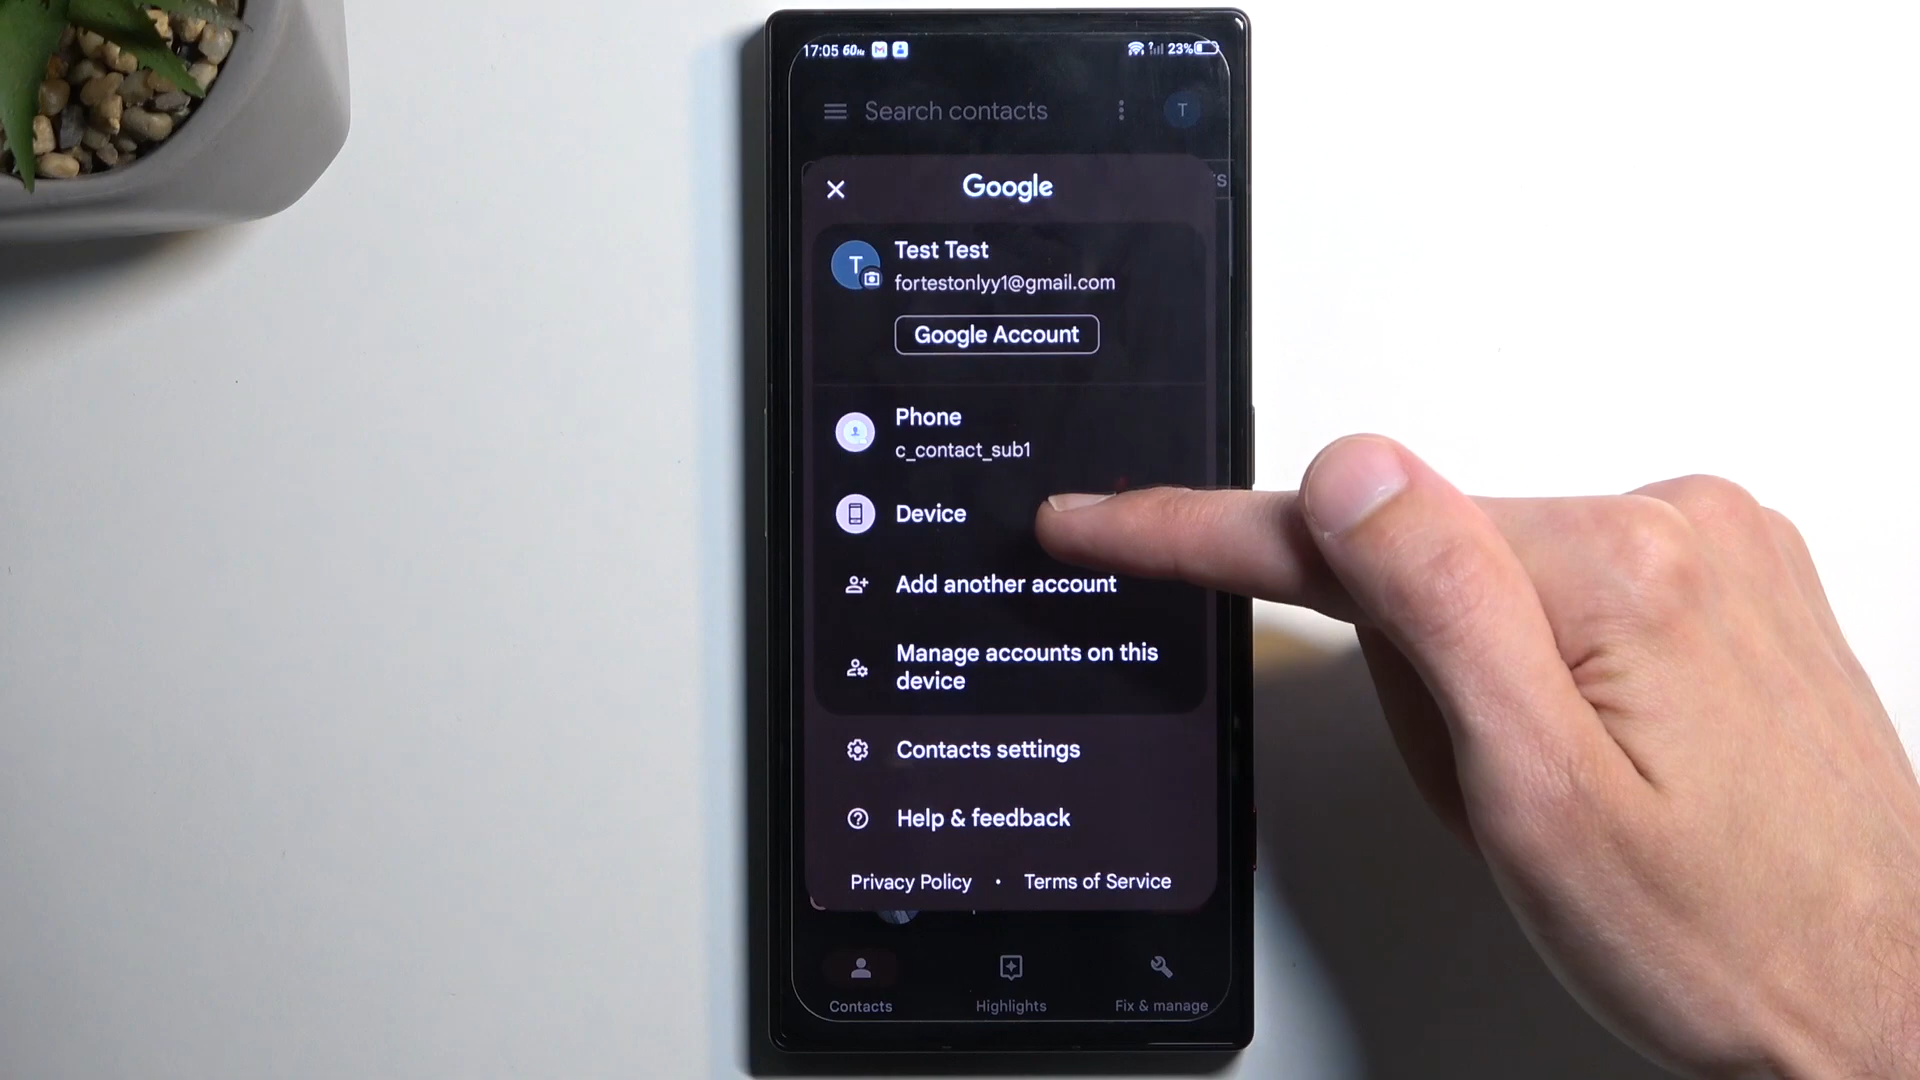 17:05 60Hz
23%
Search contacts
T
Google
Test Test
T
fortestonlyy1@gmail.com
Google Account
Phone
c_contact_sub1
Device
Add another account
Manage accounts on this
device
Contacts settings
Help & feedback
Privacy Policy • Terms of Service
Contacts
Highlights
Fix & manage